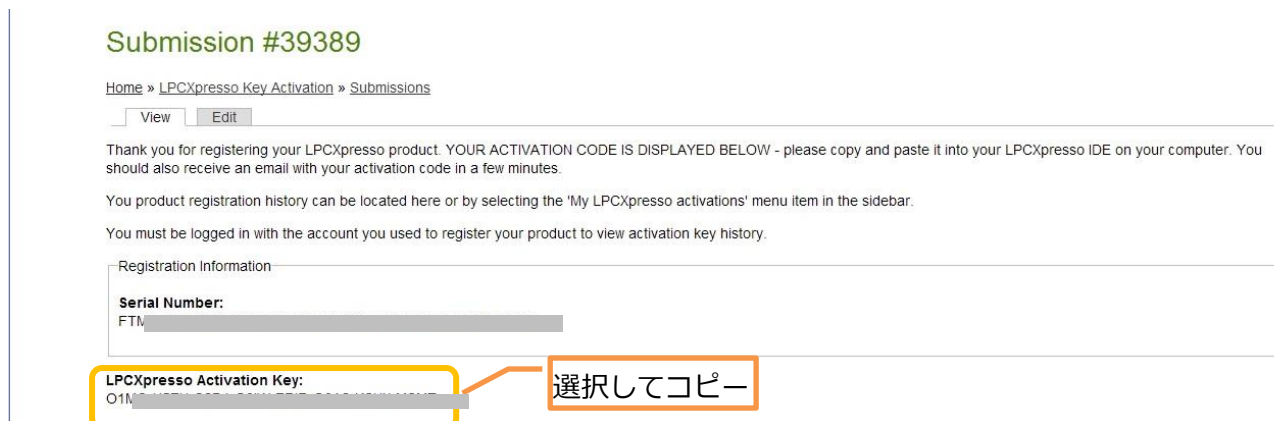 Submission #39389
Home » LPCXpresso Key Activation » Submissions
View Edit
Thank you for registering your LPCXpresso product. YOUR ACTIVATION CODE IS DISPLAYED BELOW - please copy and paste it into your LPCXpresso IDE on your computer. You
should also receive an email with your activation code in a few minutes.
You product registration history can be located here or by selecting the 'My LPCXpresso activations' menu item in the sidebar.
You must be logged in with the account you used to register your product to view activation key history.
Registration Information
Serial Number:
LPCXpresso Activation Key:
選択してコピー